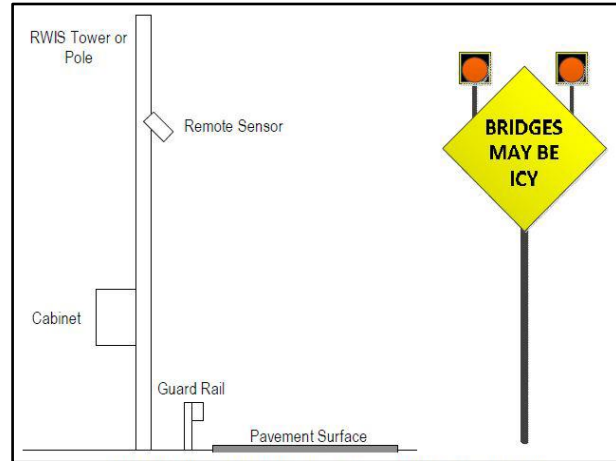 RWIS Tower or
Pole
Remote Sensor
BRIDGES
MAY BE
ICY
Cabinet
Guard Rail
Pavement Surface